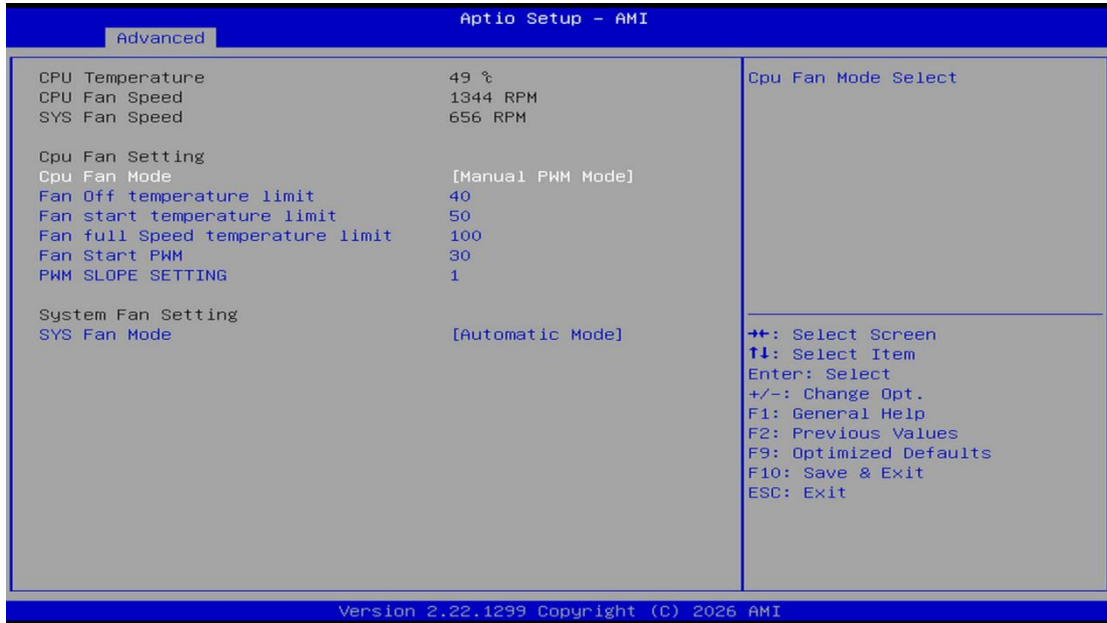 Aptio Setup – AMI
Advanced
CPU Temperature 49 ℃
CPU Fan Speed 1344 RPM
SYS Fan Speed 656 RPM
Cpu Fan Setting
Cpu Fan Mode [Manual PWM Mode]
Fan Off temperature limit 40
Fan start temperature limit 50
Fan full Speed temperature limit 100
Fan Start PWM 30
PWM SLOPE SETTING 1
System Fan Setting
SYS Fan Mode [Automatic Mode]
Cpu Fan Mode Select
→←: Select Screen
↑↓: Select Item
Enter: Select
+/-: Change Opt.
F1: General Help
F2: Previous Values
F9: Optimized Defaults
F10: Save & Exit
ESC: Exit
Version 2.22.1299 Copyright (C) 2026 AMI